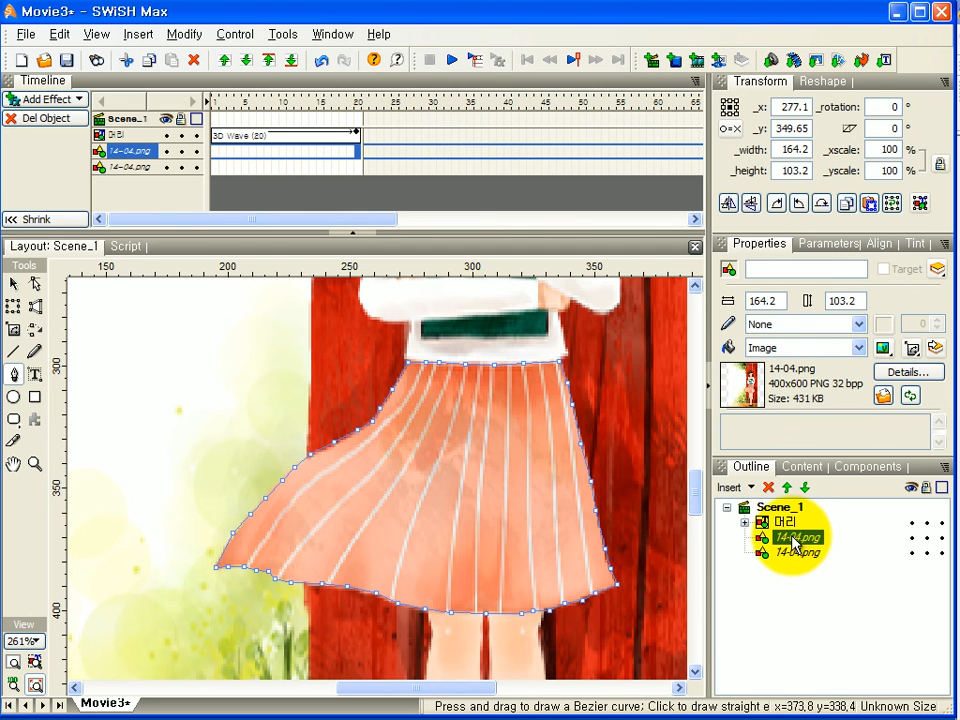 Movie3* - SWiSH Max
File Edit View Insert Modify Control Tools Window Help
Timeline
Add Effect
Del Object
Shrink
1 5 10 15 20 25 30 35 40 45 50 55 60 65
Scene_1
머리
3D Wave (20)
14-04.png
14-04.png
Layout: Scene_1 Script
Tools
150 200 250 300 350
300
350
400
View
261%
Movie3*
Transform Reshape
_x: 277.1 _rotation: 0 °
_y: 349.65 0 °
_width: 164.2 _xscale: 100 %
_height: 103.2 _yscale: 100 %
Properties Parameters Align Tint
Target
164.2 103.2
None 0
Image
14-04.png
400x600 PNG 32 bpp
Size: 431 KB
Details...
Outline Content Components
Insert
Scene_1
머리
14-04.png
14-04.png
Press and drag to draw a Bezier curve; Click to draw straight e x=373,8 y=338,4 Unknown Size